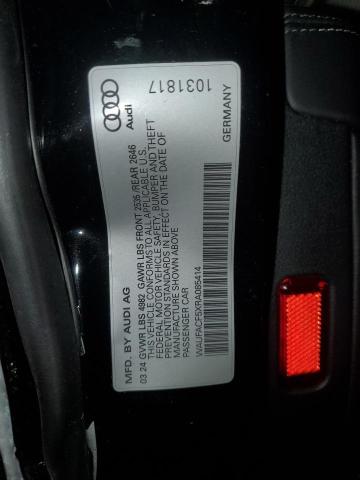 Audi
1031817
MFD. BY AUDI AG
03 24 GVWR LBS 4982 GAWR LBS FRONT 2535 /REAR 2646
THIS VEHICLE CONFORMS TO ALL APPLICABLE U.S.
FEDERAL MOTOR VEHICLE SAFETY, BUMPER AND THEFT
PREVENTION STANDARDS IN EFFECT ON THE DATE OF
MANUFACTURE SHOWN ABOVE
PASSENGER CAR
WAUFACF5XRA085414
GERMANY